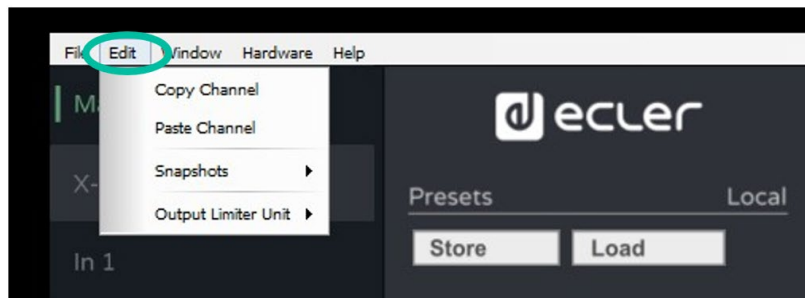 File Edit Window Hardware Help
Copy Channel
Paste Channel
Snapshots
Output Limiter Unit
ecler
Presets Local
Store Load
In 1